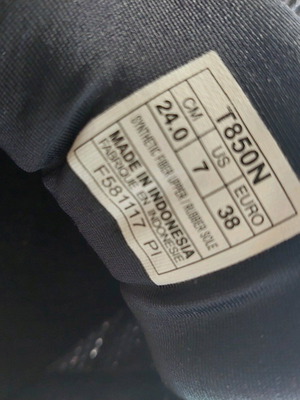 T850N
CM US EURO
24.0 7 38
SYNTHETIC FIBER UPPER / RUBBER SOLE
MADE IN INDONESIA
FABRIQUE EN INDONESIE
F581117 PI